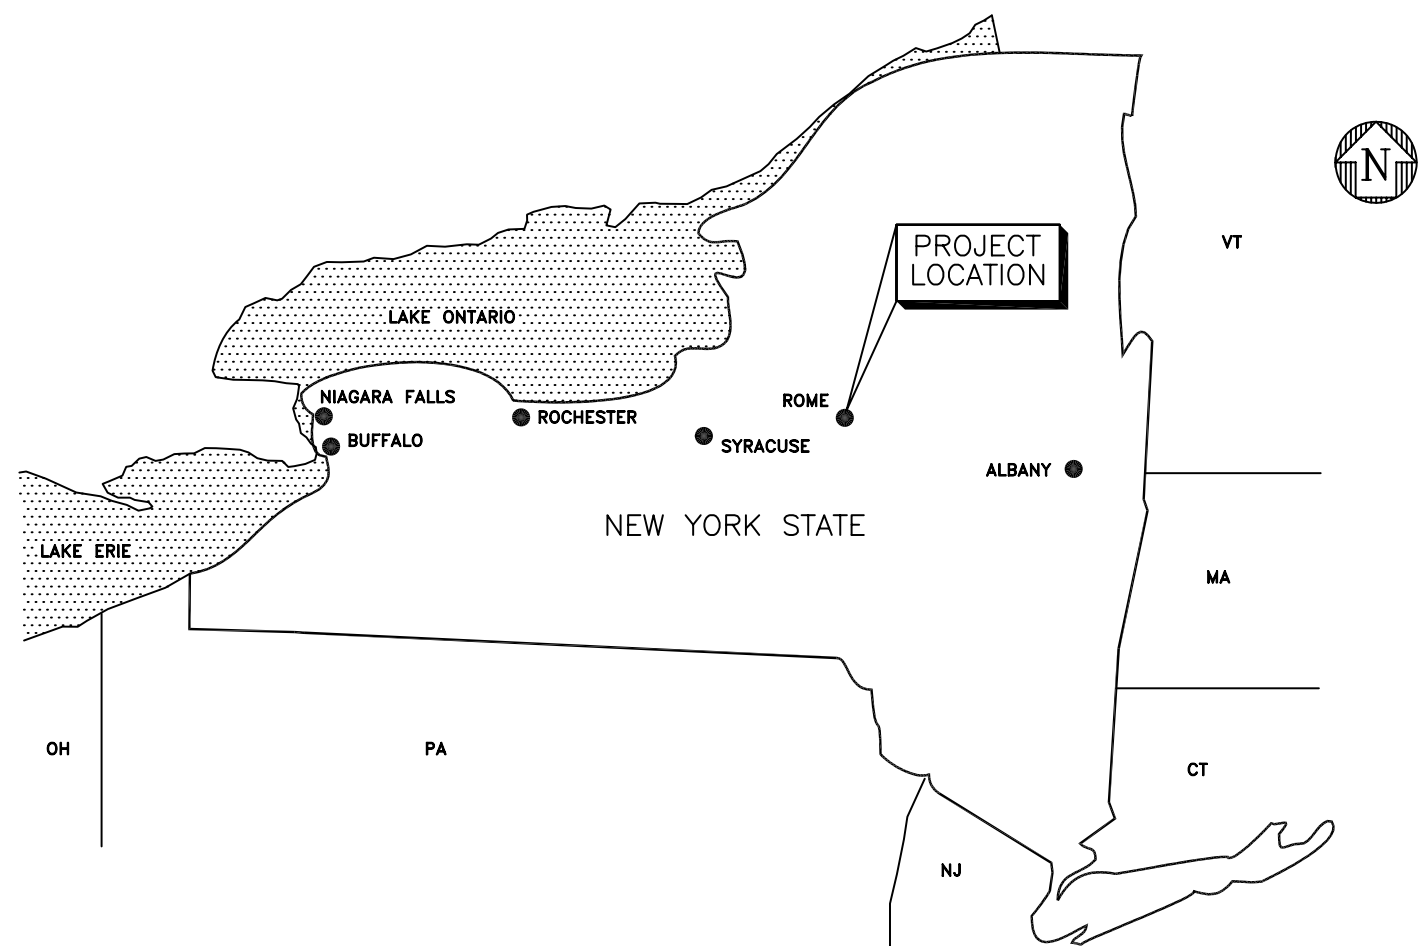 N
VT
PROJECT
LOCATION
LAKE ONTARIO
NIAGARA FALLS
ROME
ROCHESTER
BUFFALO
SYRACUSE
ALBANY
NEW YORK STATE
LAKE ERIE
MA
OH
PA
CT
NJ